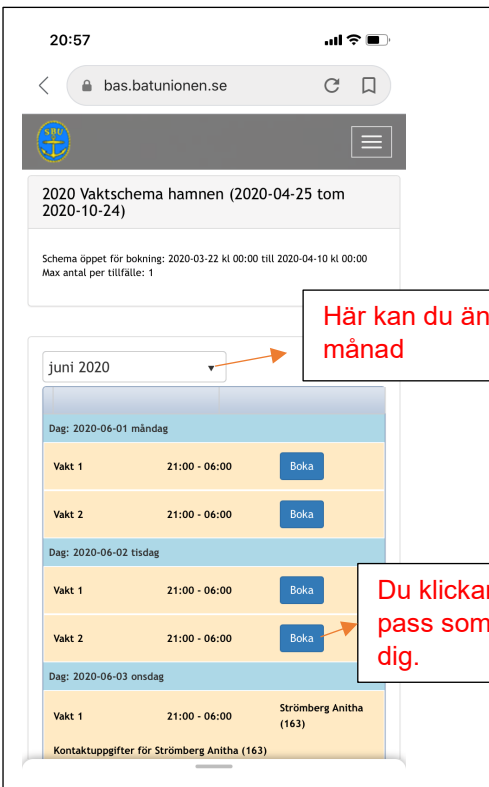 20:57
bas.batunionen.se
SBU
2020 Vaktschema hamnen (2020-04-25 tom
2020-10-24)
Schema öppet för bokning: 2020-03-22 kl 00:00 till 2020-04-10 kl 00:00
Max antal per tillfälle: 1
Här kan du än
månad
juni 2020
Dag: 2020-06-01 måndag
Vakt 1 21:00 - 06:00 Boka
Vakt 2 21:00 - 06:00 Boka
Dag: 2020-06-02 tisdag
Vakt 1 21:00 - 06:00 Boka
Du klickar
pass som
dig.
Vakt 2 21:00 - 06:00 Boka
Dag: 2020-06-03 onsdag
Vakt 1 21:00 - 06:00 Strömberg Anitha
(163)
Kontaktuppgifter för Strömberg Anitha (163)